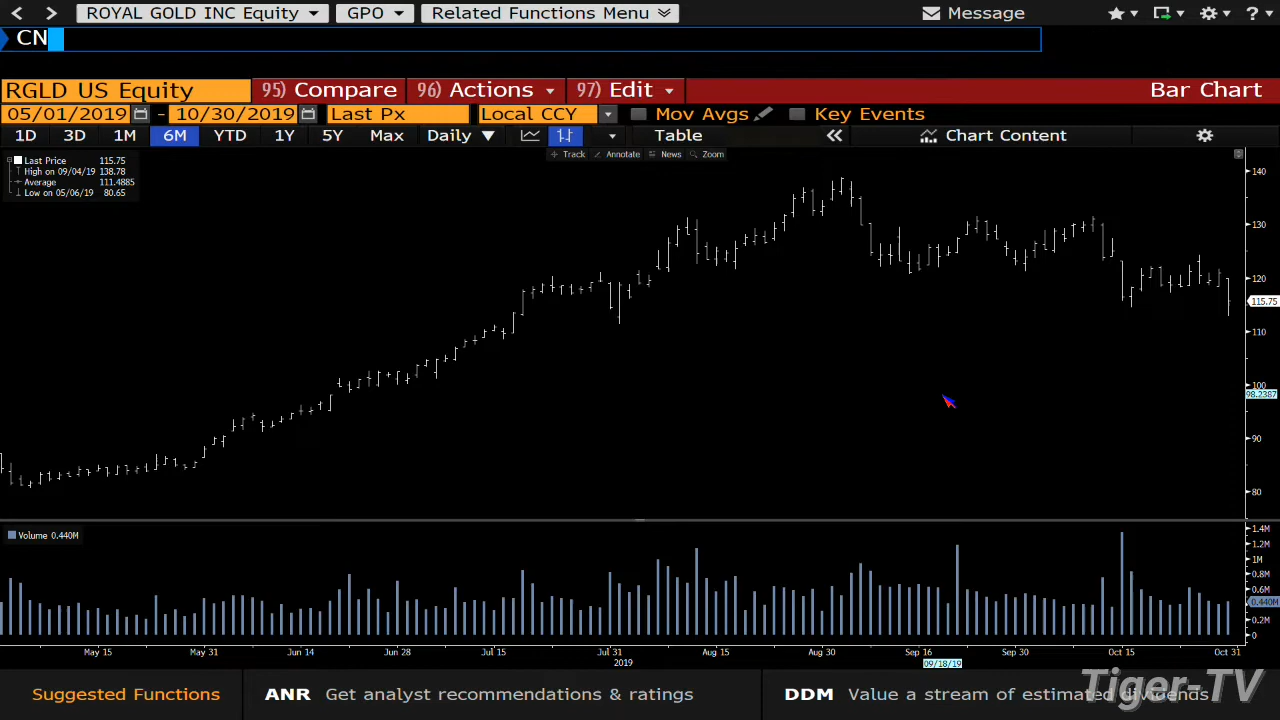 ROYAL GOLD INC Equity GPO Related Functions Menu Message ?
CN
RGLD US Equity 95) Compare 96) Actions 97) Edit Bar Chart
05/01/2019 - 10/30/2019 Last Px Local CCY Mov Avgs Key Events
1D 3D 1M 6M YTD 1Y 5Y Max Daily Table Chart Content
Track Annotate News Zoom
Last Price 115.75
High on 09/04/19 138.78
Average 111.4885
Low on 05/06/19 80.65
140
130
120
115.75
110
100
98.2387
90
80
Volume 0.440M
1.4M
1.2M
1M
0.8M
0.6M
0.440M
0.2M
0
May 15 May 31 Jun 14 Jun 28 Jul 15 Jul 31 Aug 15 Aug 30 Sep 16 Sep 30 Oct 15 Oct 31
2019 09/18/19
Suggested Functions ANR Get analyst recommendations & ratings DDM Value a stream of estimated dividends
Tiger-TV